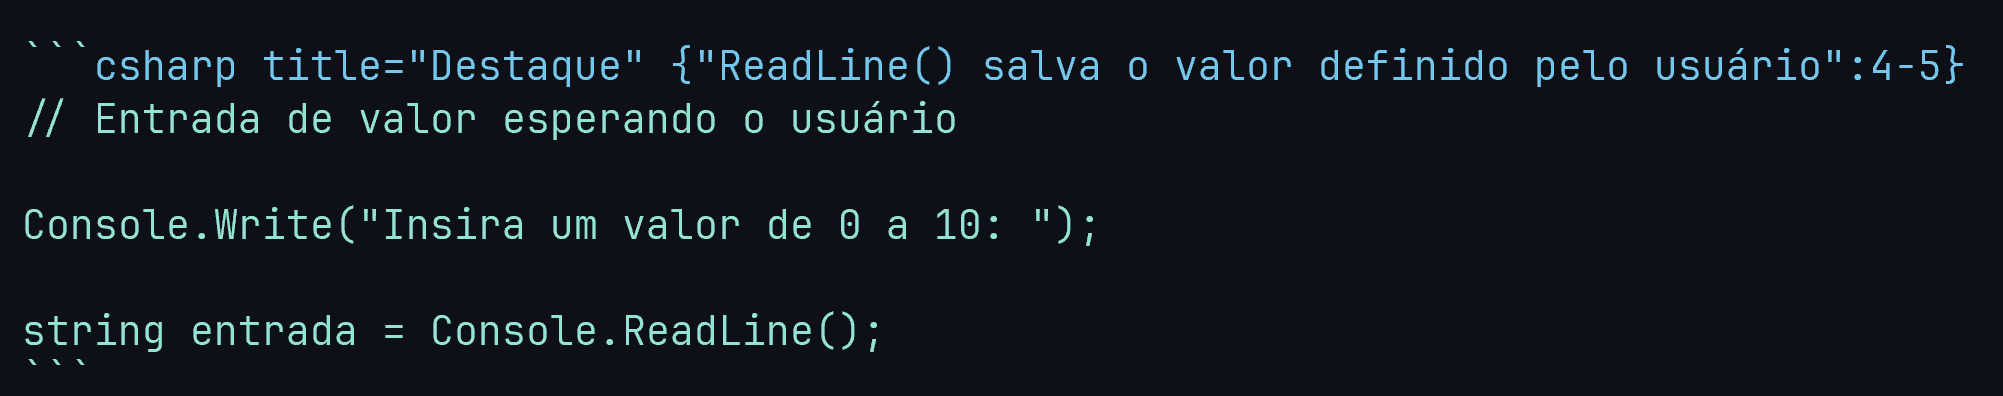 ```csharp title="Destaque" {"ReadLine() salva o valor definido pelo usuário":4-5}
// Entrada de valor esperando o usuário
Console.Write("Insira um valor de 0 a 10: ");
string entrada = Console.ReadLine();
```